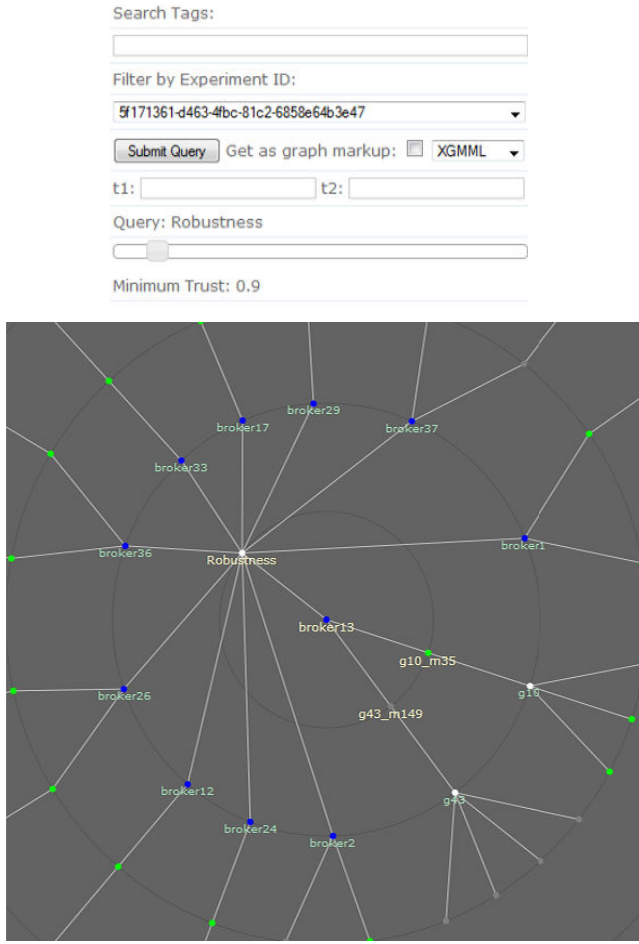 Search Tags:
Filter by Experiment ID:
5f171361-d463-4fbc-81c2-6858e64b3e47
Submit Query Get as graph markup: XGMML
t1: t2:
Query: Robustness
Minimum Trust: 0.9
broker29
broker17
broker37
broker33
broker36
broker1
Robustness
broker13
g10_m35
g10
broker26
g43_m149
broker12
g43
broker24
broker2